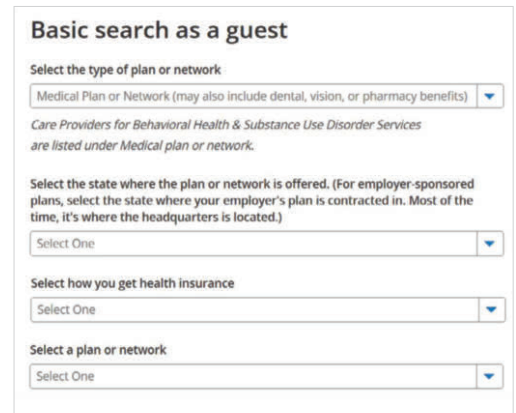 Basic search as a guest
Select the type of plan or network
Medical Plan or Network (may also include dental, vision, or pharmacy benefits)
Care Providers for Behavioral Health & Substance Use Disorder Services
are listed under Medical plan or network.
Select the state where the plan or network is offered. (For employer-sponsored
plans, select the state where your employer's plan is contracted in. Most of the
time, it's where the headquarters is located.)
Select One
Select how you get health insurance
Select One
Select a plan or network
Select One